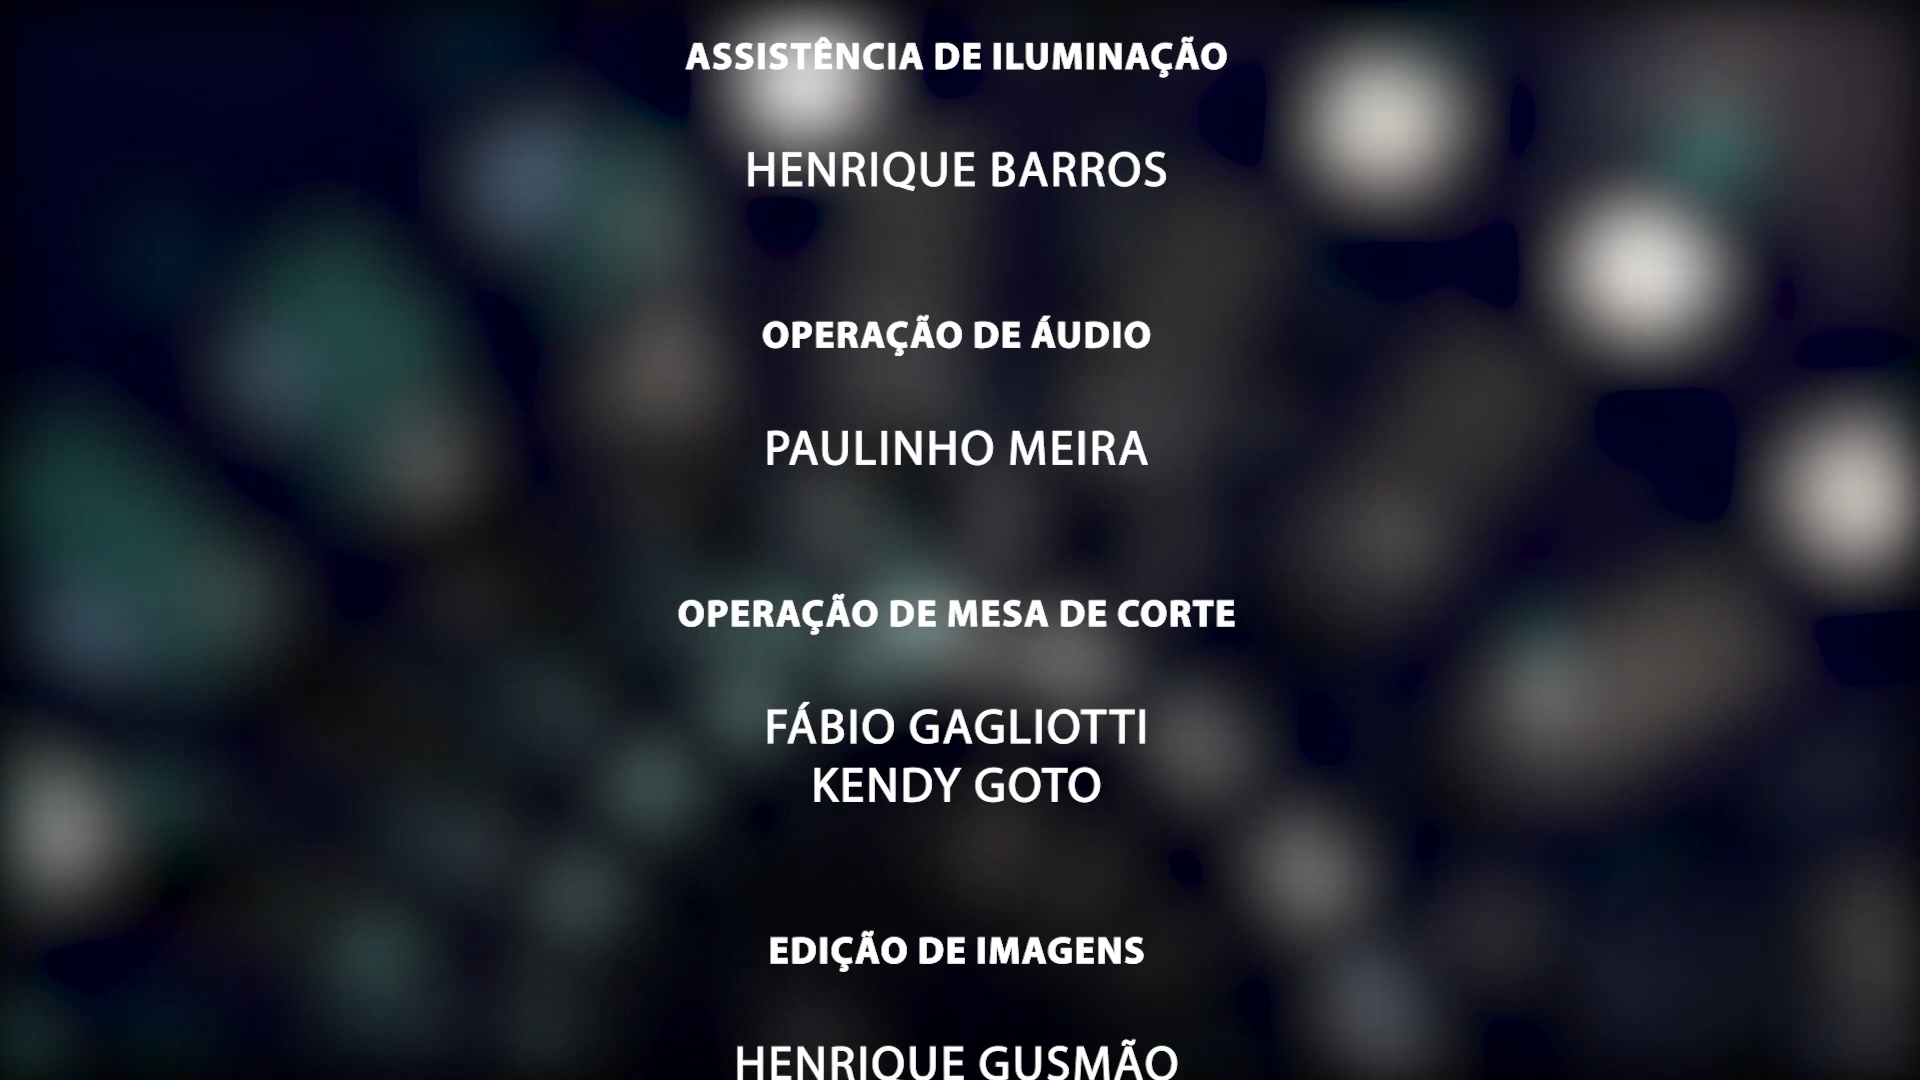 ASSISTÊNCIA DE ILUMINAÇÃO
HENRIQUE BARROS
OPERAÇÃO DE ÁUDIO
PAULINHO MEIRA
OPERAÇÃO DE MESA DE CORTE
FÁBIO GAGLIOTTI
KENDY GOTO
EDIÇÃO DE IMAGENS
HENRIQUE GUSMÃO